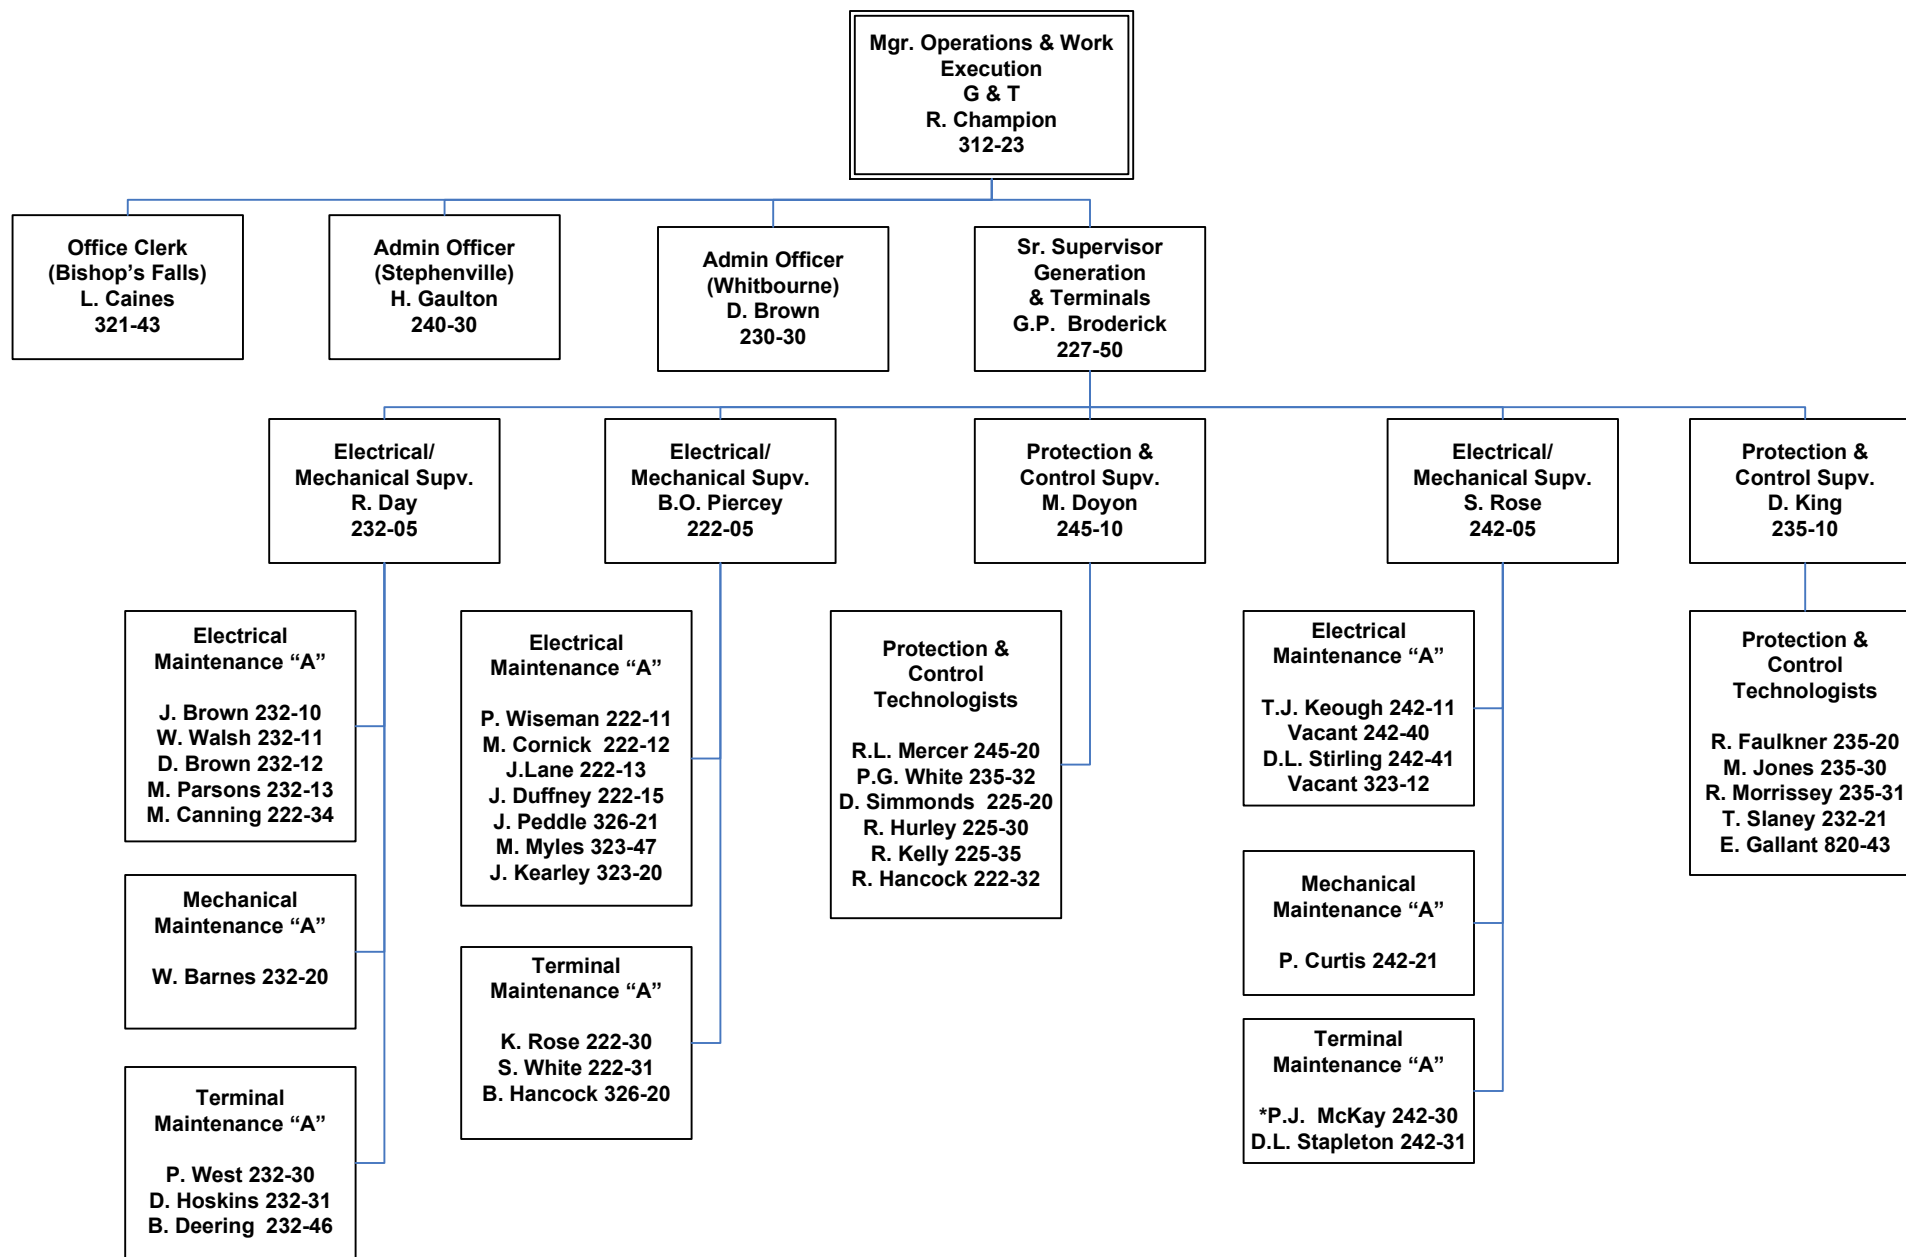 Mgr. Operations & Work
Execution
G & T
R. Champion
312-23
Office Clerk
(Bishop’s Falls)
L. Caines
321-43
Admin Officer
(Stephenville)
H. Gaulton
240-30
Admin Officer
(Whitbourne)
D. Brown
230-30
Sr. Supervisor
Generation
& Terminals
G.P.  Broderick
227-50
Electrical/
Mechanical Supv.
R. Day
232-05
Electrical/
Mechanical Supv.
B.O. Piercey
222-05
Protection &
Control Supv.
M. Doyon
245-10
Electrical/
Mechanical Supv.
S. Rose
242-05
Protection &
Control Supv.
D. King
235-10
Electrical
Maintenance “A”
J. Brown 232-10
W. Walsh 232-11
D. Brown 232-12
M. Parsons 232-13
M. Canning 222-34
Mechanical
Maintenance “A”
W. Barnes 232-20
Terminal
Maintenance “A”
P. West 232-30
D. Hoskins 232-31
B. Deering  232-46
Electrical
Maintenance “A”
P. Wiseman 222-11
M. Cornick  222-12
J.Lane 222-13
J. Duffney 222-15
J. Peddle 326-21
M. Myles 323-47
J. Kearley 323-20
Terminal
Maintenance “A”
K. Rose 222-30
S. White 222-31
B. Hancock 326-20
Protection &
Control
Technologists
R.L. Mercer 245-20
P.G. White 235-32
D. Simmonds  225-20
R. Hurley 225-30
R. Kelly 225-35
R. Hancock 222-32
Electrical
Maintenance “A”
T.J. Keough 242-11
Vacant 242-40
D.L. Stirling 242-41
Vacant 323-12
Mechanical
Maintenance “A”
P. Curtis 242-21
Terminal
Maintenance “A”
*P.J.  McKay 242-30
D.L. Stapleton 242-31
Protection &
Control
Technologists
R. Faulkner 235-20
M. Jones 235-30
R. Morrissey 235-31
T. Slaney 232-21
E. Gallant 820-43